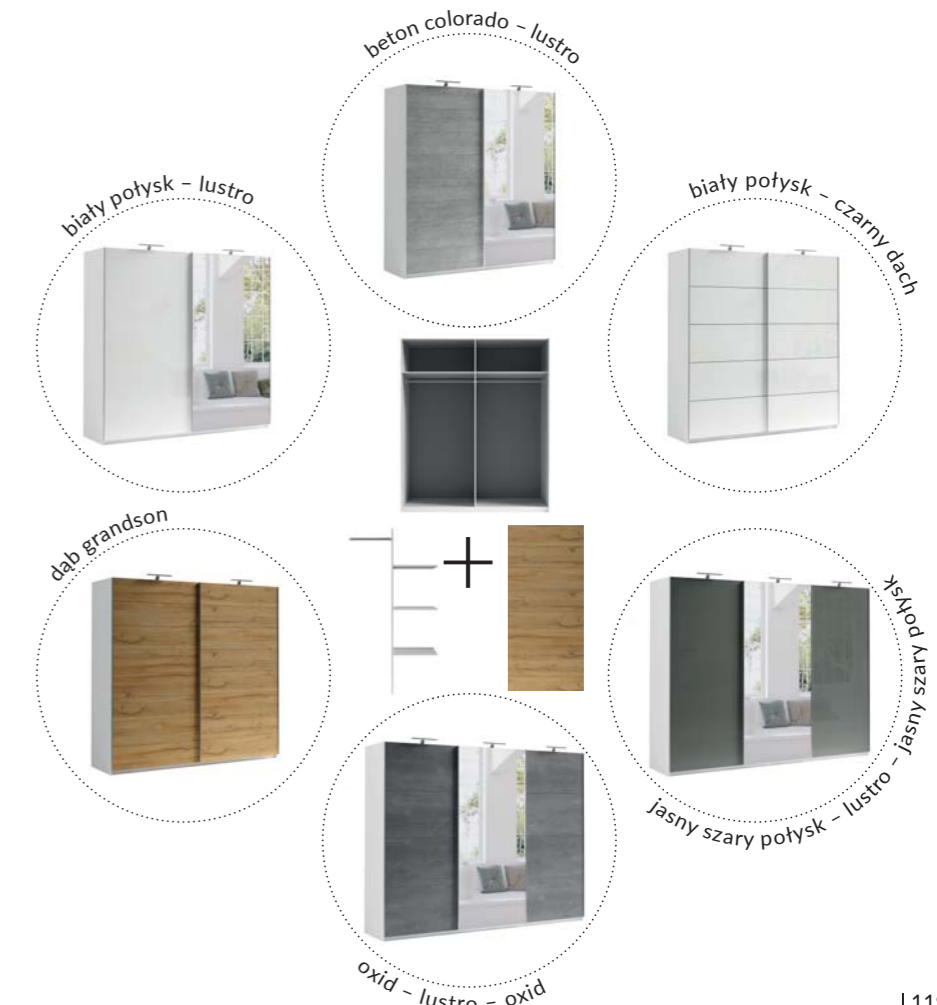 beton colorado – lustro
biały połysk – lustro
biały połysk – czarny dach
dąb grandson
jasny szary połysk – lustro – jasny szary połysk
oxid – lustro – oxid